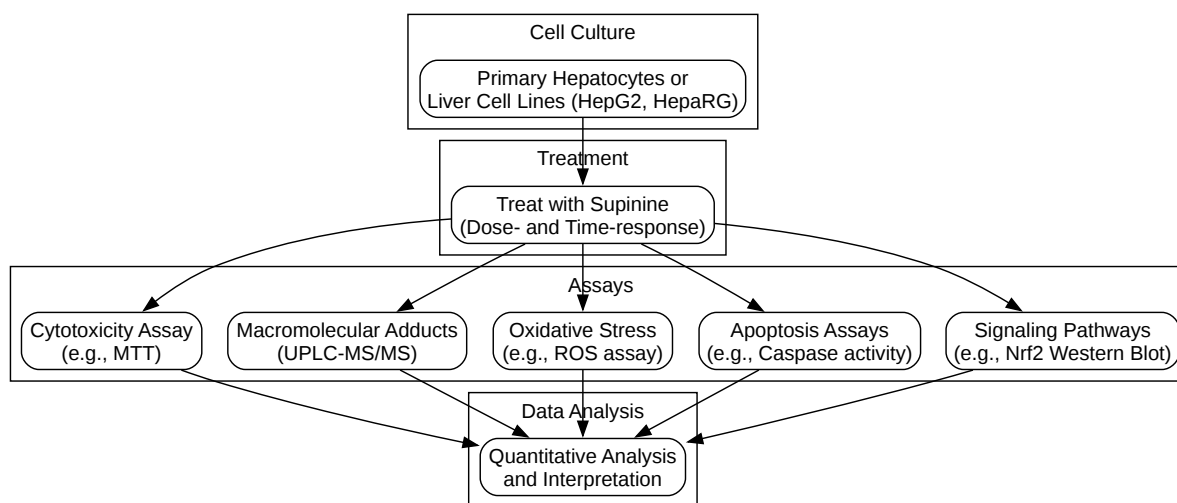 Cell Culture
Primary Hepatocytes or
Liver Cell Lines (HepG2, HepaRG)
Treatment
Treat with Supinine
(Dose- and Time-response)
Assays
Cytotoxicity Assay
(e.g., MTT)
Macromolecular Adducts
(UPLC-MS/MS)
Oxidative Stress
(e.g., ROS assay)
Apoptosis Assays
(e.g., Caspase activity)
Signaling Pathways
(e.g., Nrf2 Western Blot)
Data Analysis
Quantitative Analysis
and Interpretation